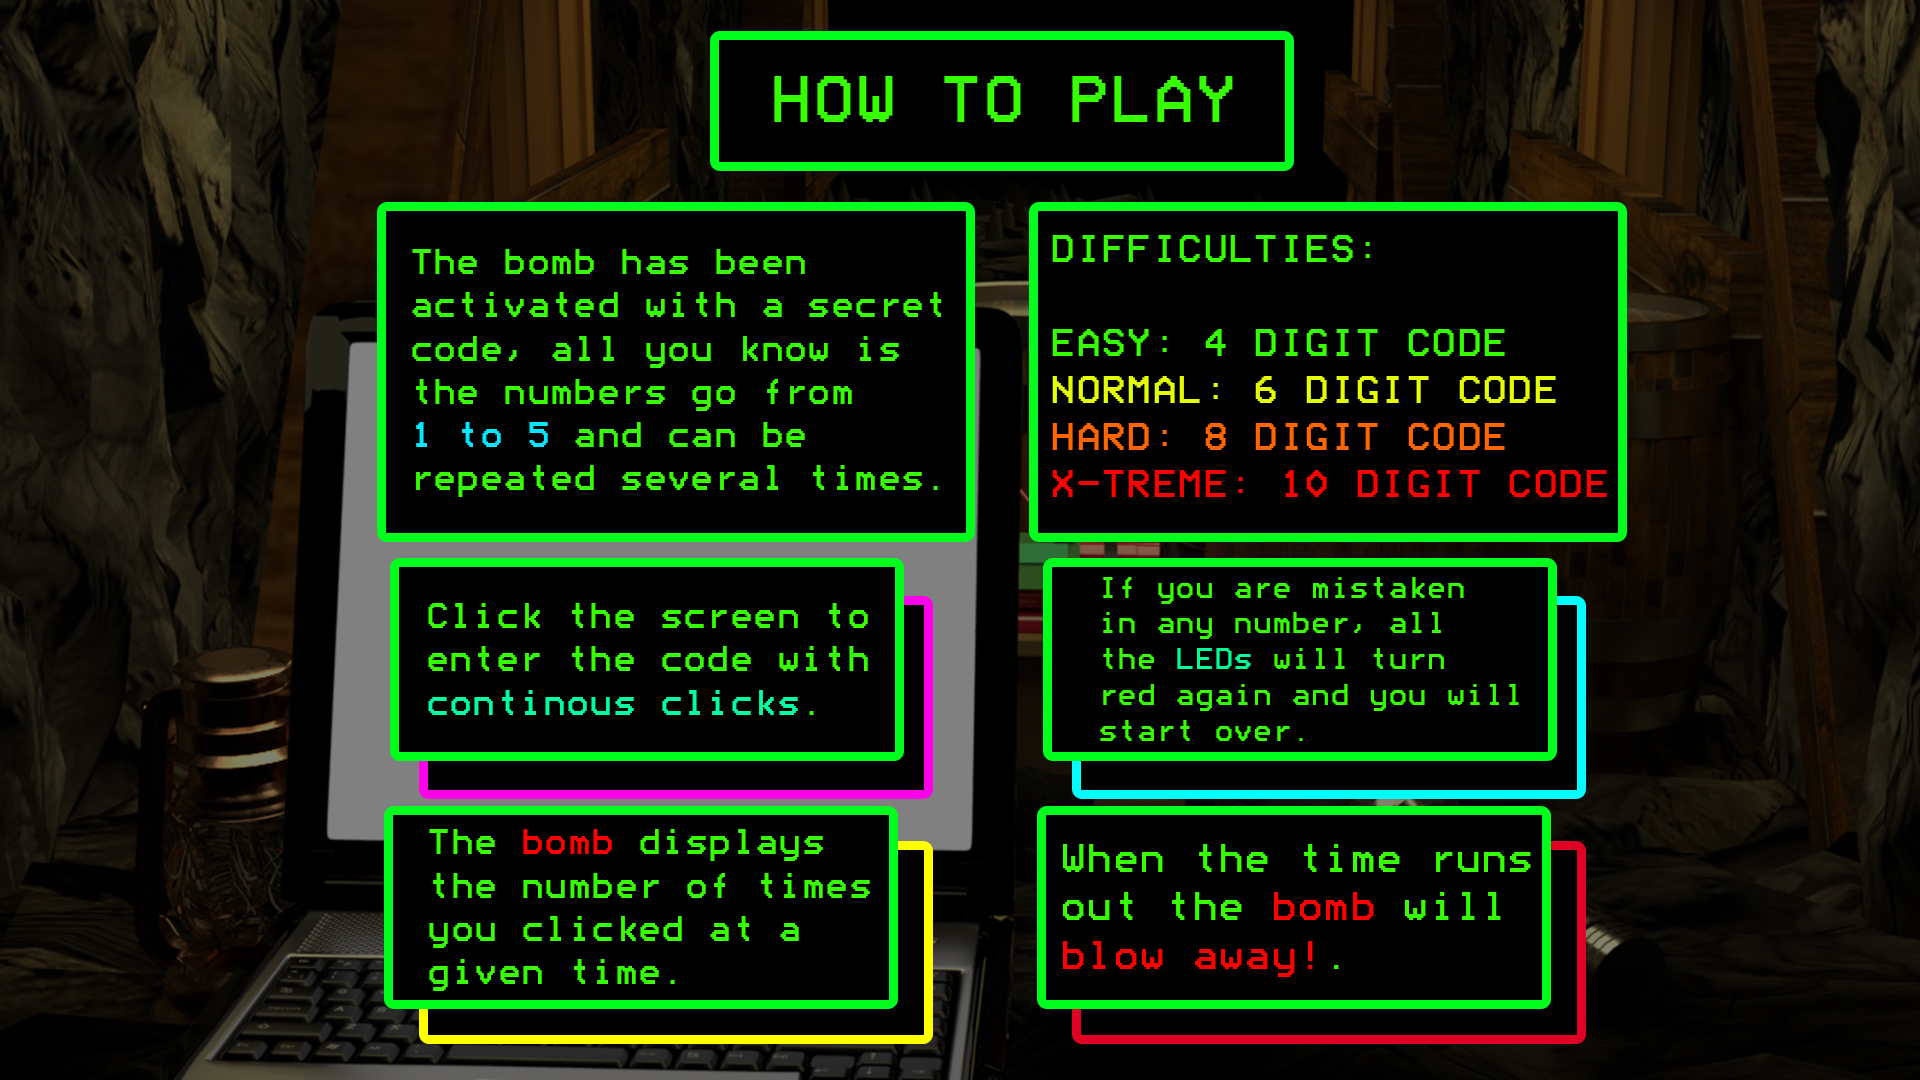 HOW TO PLAY
The bomb has been
activated with a secret
code, all you know is
the numbers go from
1 to 5 and can be
repeated several times.
DIFFICULTIES:
EASY: 4 DIGIT CODE
NORMAL: 6 DIGIT CODE
HARD: 8 DIGIT CODE
X-TREME: 10 DIGIT CODE
Click the screen to
enter the code with
continous clicks.
If you are mistaken
in any number, all
the LEDs will turn
red again and you will
start over.
The bomb displays
the number of times
you clicked at a
given time.
When the time runs
out the bomb will
blow away!.